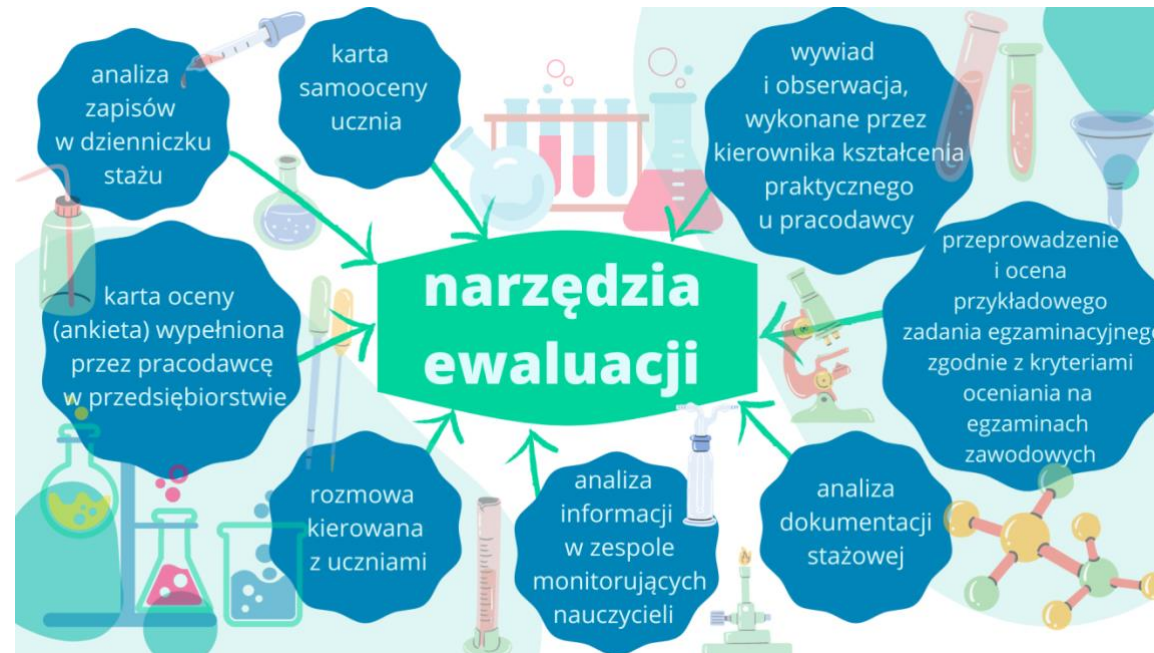 analiza
zapisów
w dzienniczku
stażu
karta
samooceny
ucznia
wywiad
i obserwacja,
wykonane przez
kierownika kształcenia
praktycznego
u pracodawcy
karta oceny
(ankieta) wypełniona
przez pracodawcę
w przedsiębiorstwie
narzędzia
ewaluacji
przeprowadzenie
i ocena
przykładowego
zadania egzaminacyjnego
zgodnie z kryteriami
oceniania na
egzaminach
zawodowych
rozmowa
kierowana
z uczniami
analiza
informacji
w zespole
monitorujących
nauczycieli
analiza
dokumentacji
stażowej